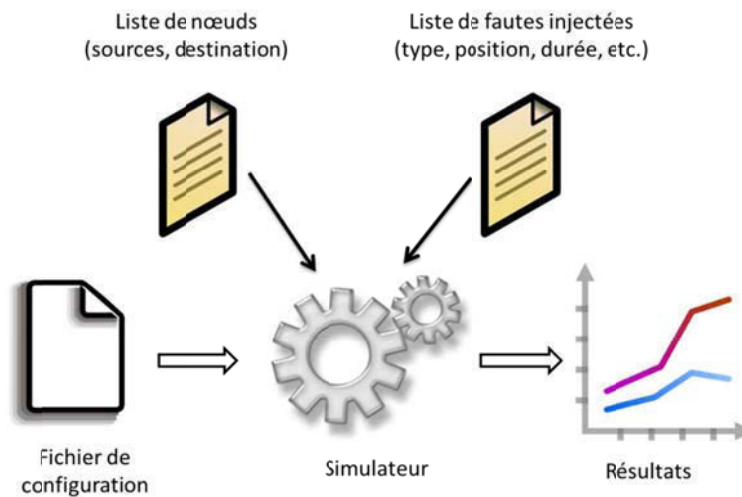 Liste de nœuds
(sources, destination)
Liste de fautes injectées
(type, position, durée, etc.)
Fichier de
configuration
Simulateur
Résultats